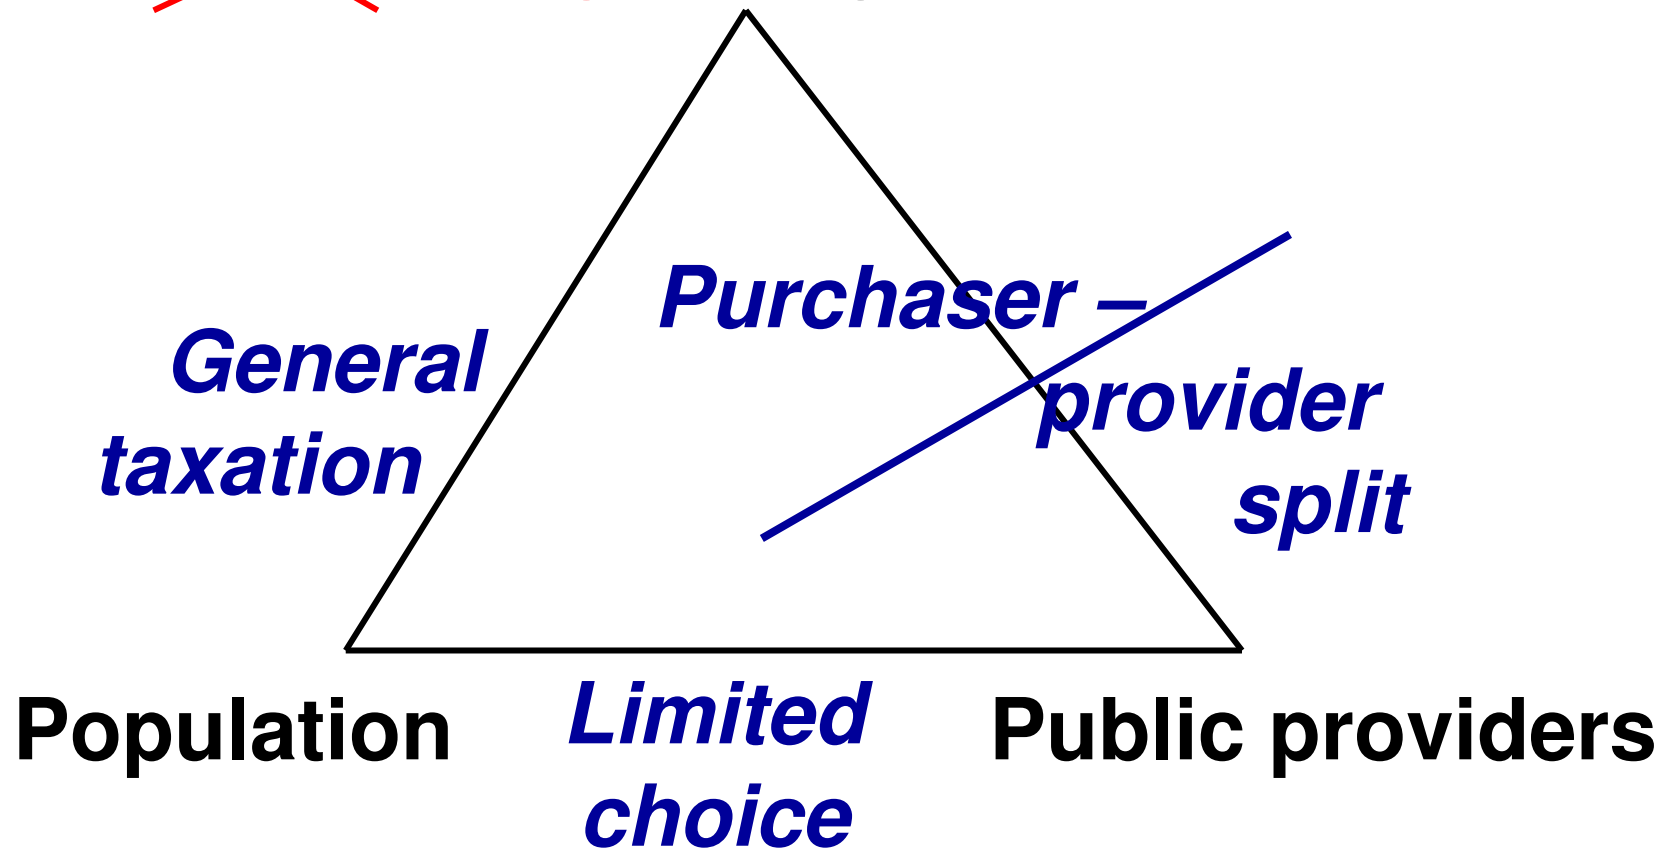 Purchaser –
General
provider
taxation
split
Population
Limited
Public providers
choice